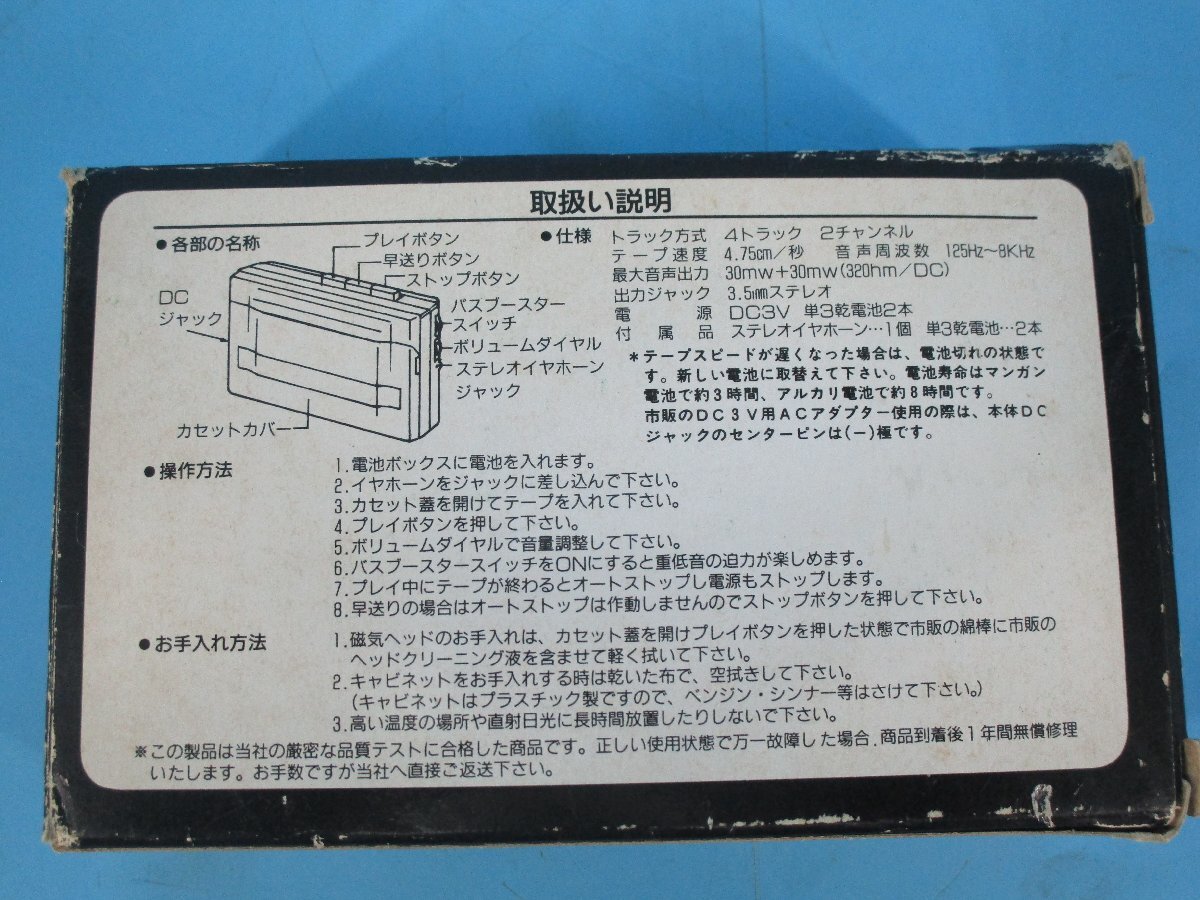 取扱い説明
●各部の名称
プレイボタン
早送りボタン
ストップボタン
DC
ジャック
バスブースター
スイッチ
ボリュームダイヤル
ステレオイヤホーン
ジャック
カセットカバー
●仕様
トラック方式 4トラック 2チャンネル
テープ速度 4.75cm/秒 音声周波数 125Hz～8KHz
最大音声出力 30mw+30mw(32Ohm/DC)
出力ジャック 3.5mmステレオ
電源 DC3V 単3乾電池2本
付属品 ステレオイヤホーン…1個 単3乾電池…2本
*テープスピードが遅くなった場合は、電池切れの状態で
す。新しい電池に取替えて下さい。電池寿命はマンガン
電池で約3時間、アルカリ電池で約8時間です。
市販のDC3V用ACアダプター使用の際は、本体DC
ジャックのセンターピンは(－)極です。
●操作方法
1.電池ボックスに電池を入れます。
2.イヤホーンをジャックに差し込んで下さい。
3.カセット蓋を開けてテープを入れて下さい。
4.プレイボタンを押して下さい。
5.ボリュームダイヤルで音量調整して下さい。
6.バスブースタースイッチをONにすると重低音の迫力が楽しめます。
7.プレイ中にテープが終わるとオートストップし電源もストップします。
8.早送りの場合はオートストップは作動しませんのでストップボタンを押して下さい。
●お手入れ方法
1.磁気ヘッドのお手入れは、カセット蓋を開けプレイボタンを押した状態で市販の綿棒に市販の
ヘッドクリーニング液を含ませて軽く拭いて下さい。
2.キャビネットをお手入れする時は乾いた布で、空拭きして下さい。
(キャビネットはプラスチック製ですので、ベンジン・シンナー等はさけて下さい。)
3.高い温度の場所や直射日光に長時間放置したりしないで下さい。
※この製品は当社の厳密な品質テストに合格した商品です。正しい使用状態で万一故障した場合.商品到着後1年間無償修理
いたします。お手数ですが当社へ直接ご返送下さい。